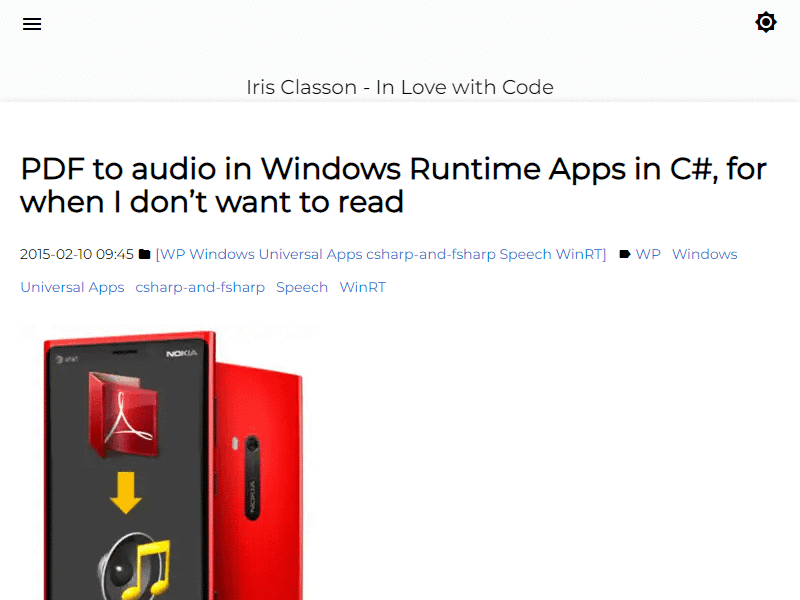 Iris Classon - In Love with Code
PDF to audio in Windows Runtime Apps in C#, for
when I don’t want to read
2015-02-10 09:45 [WP Windows Universal Apps csharp-and-fsharp Speech WinRT] WP Windows
Universal Apps csharp-and-fsharp Speech WinRT
at&t NOKIA
NOKIA